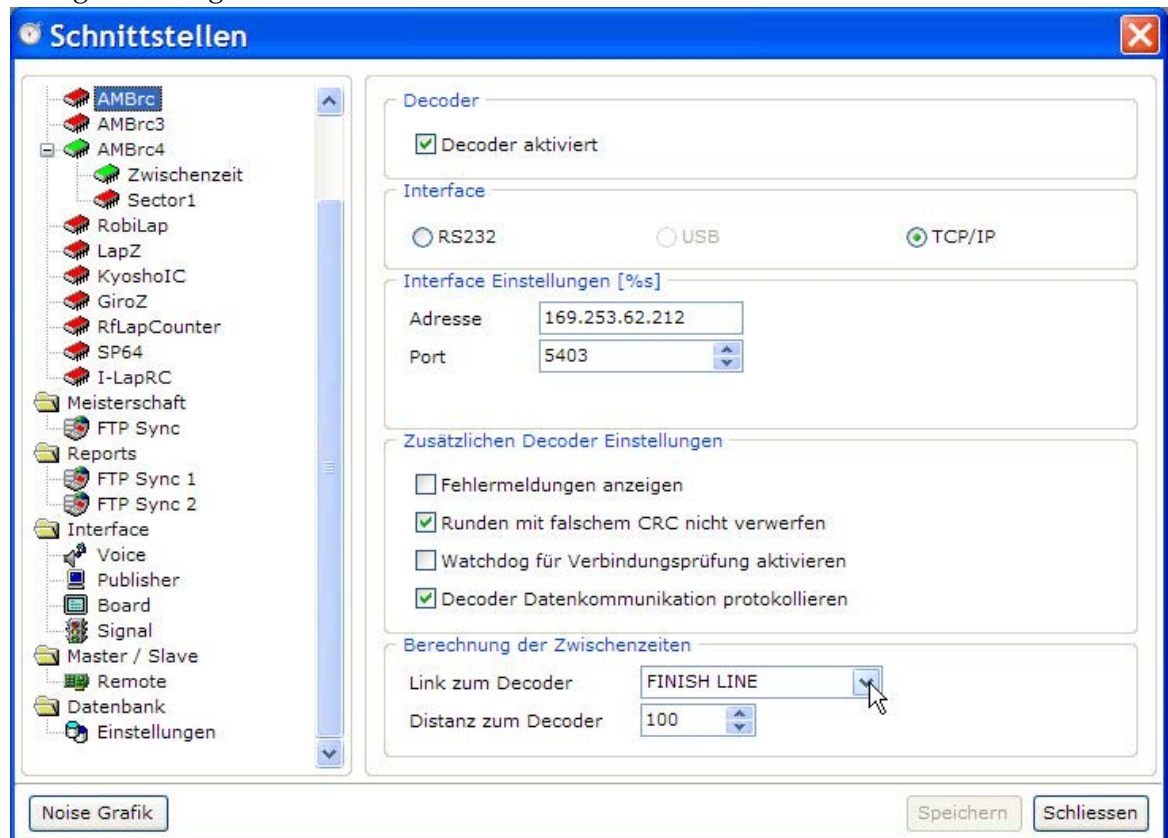 Schnittstellen
AMBrc
AMBrc3
AMBrc4
Zwischenzeit
Sector1
RobiLap
LapZ
KyoshoIC
GiroZ
RfLapCounter
SP64
I-LapRC
Meisterschaft
FTP Sync
Reports
FTP Sync 1
FTP Sync 2
Interface
Voice
Publisher
Board
Signal
Master / Slave
Remote
Datenbank
Einstellungen
Decoder
Decoder aktiviert
Interface
RS232 USB TCP/IP
Interface Einstellungen [%s]
Adresse 169.253.62.212
Port 5403
Zusätzlichen Decoder Einstellungen
Fehlermeldungen anzeigen
Runden mit falschem CRC nicht verwerfen
Watchdog für Verbindungsprüfung aktivieren
Decoder Datenkommunikation protokollieren
Berechnung der Zwischenzeiten
Link zum Decoder FINISH LINE
Distanz zum Decoder 100
Noise Grafik Speichern Schliessen